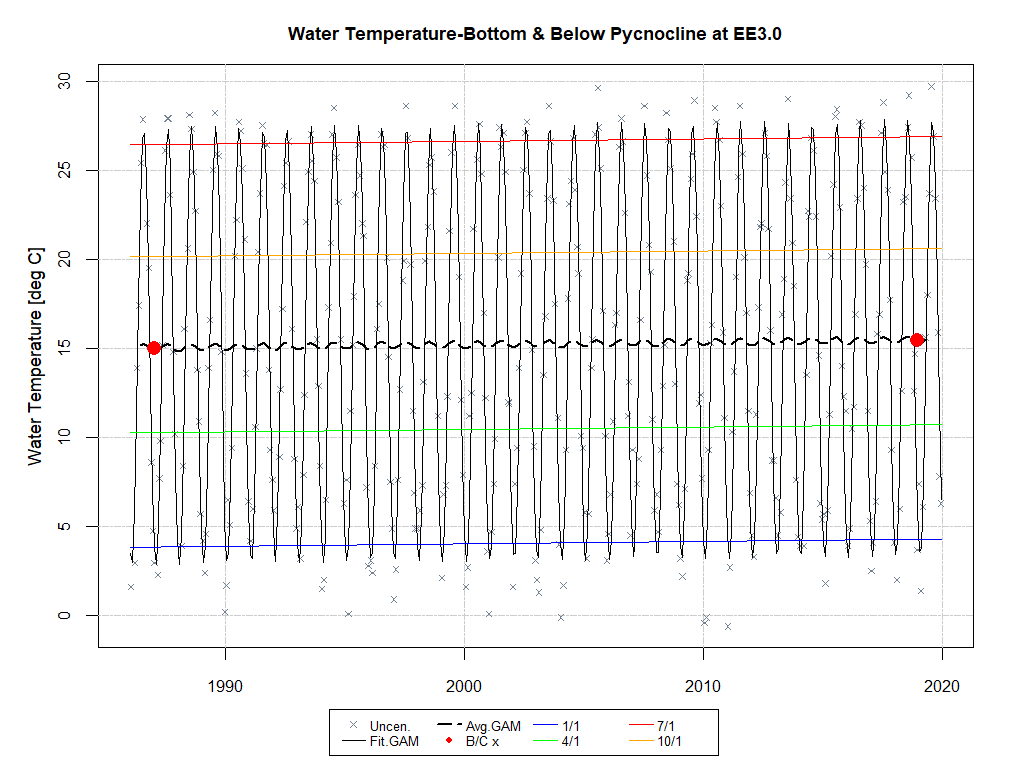 Water Temperature-Bottom & Below Pycnocline at EE3.0
Water Temperature [deg C]
30
25
20
15
10
5
0
1990 2000 2010 2020
Uncen. Avg.GAM 1/1 7/1
Fit.GAM B/C x 4/1 10/1